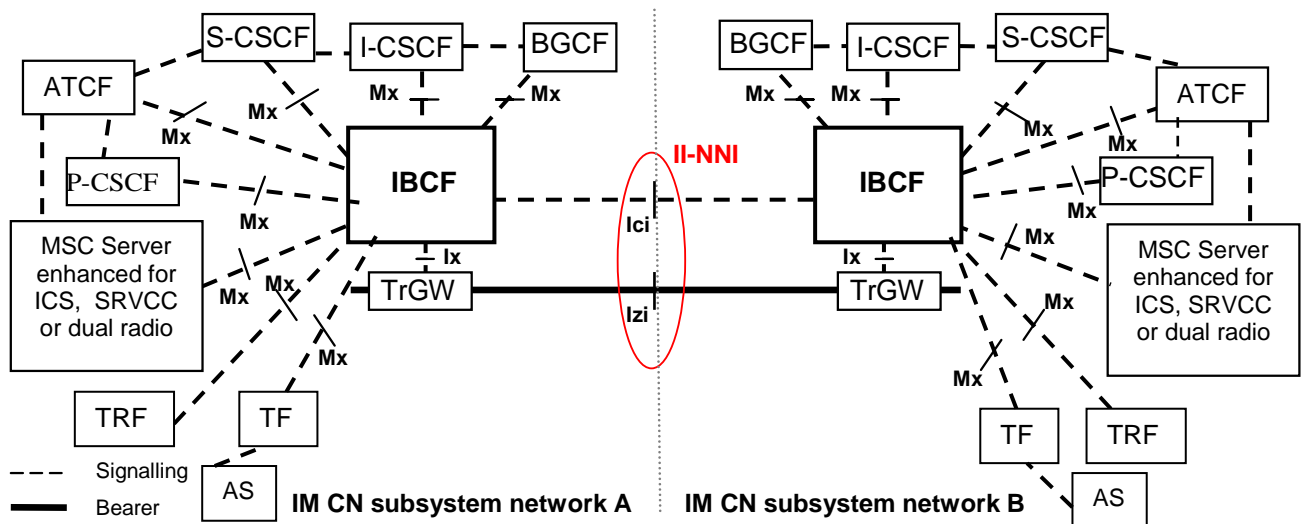 S-CSCF
I-CSCF
BGCF
BGCF
I-CSCF
S-CSCF
ATCF
ATCF
Mx
Mx
Mx
Mx
Mx
Mx
Mx
Mx
IBCF
II-NNI
IBCF
P-CSCF
P-CSCF
Mx
Mx
Ici
MSC Server
enhanced for
ICS, SRVCC
or dual radio
Mx
Mx
Ix
Ix
Mx
MSC Server
enhanced for
ICS, SRVCC
or dual radio
Mx
TrGW
Izi
TrGW
Mx
Mx
Mx
TRF
TF
TF
TRF
Signalling
AS
AS
Bearer
IM CN subsystem network A
IM CN subsystem network B